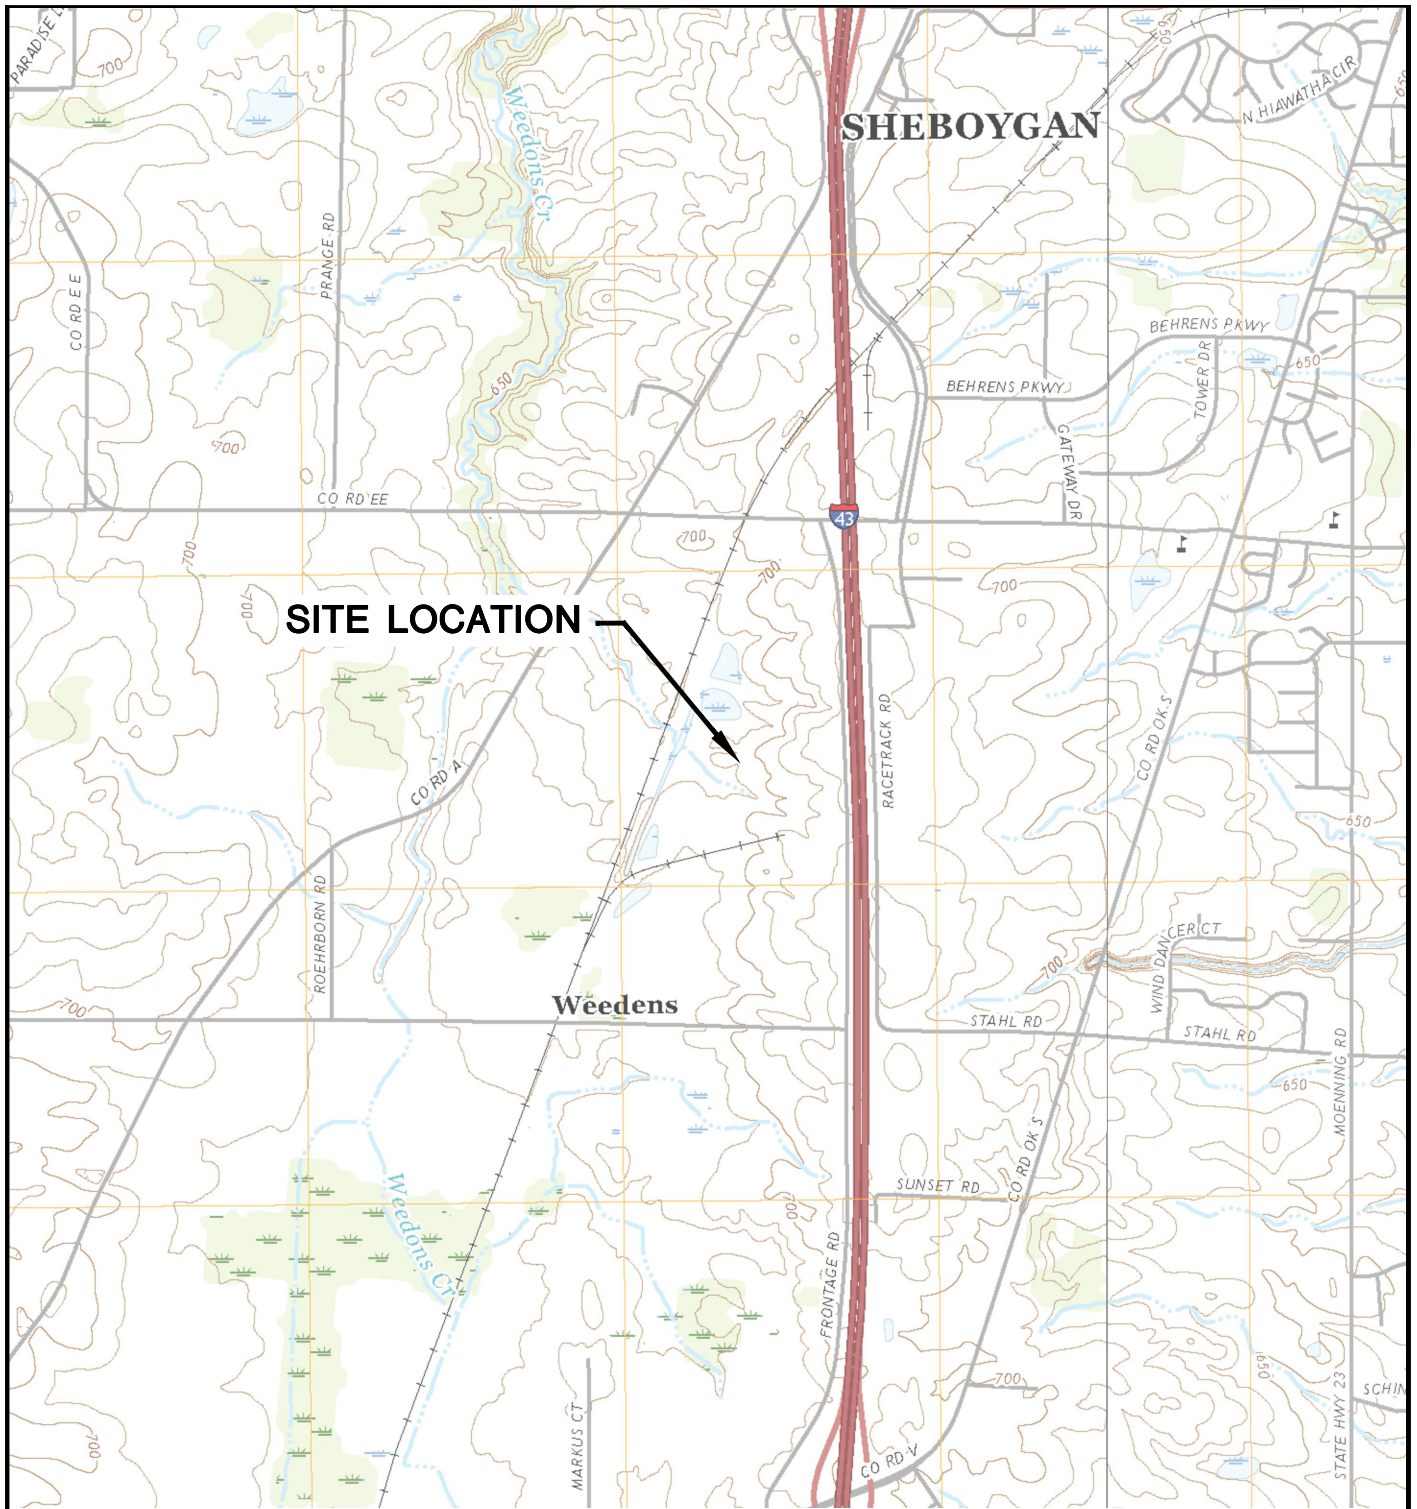 PARADISE L
700
Weedons Cr
SHEBOYGAN
650
N HIAWATHA CIR
650
PRANGE RD
CO RD E E
BEHRENS PKWY
650
BEHRENS PKWY
TOWER DR
650
700
GATEWAY DR
CO RD EE
43
700
700
700
700
700
SITE LOCATION
RACETRACK RD
CO RD OK S
CO RD A
650
ROEHRBORN RD
WIND DANCER CT
700
700
Weedens
STAHL RD
STAHL RD
MOENNING RD
650
CO RD OK S
SUNSET RD
Weedons Cr
700
FRONTAGE RD
650
700
STATE HWY 23
SCHIN
MARKUS CT
700
CO RD V